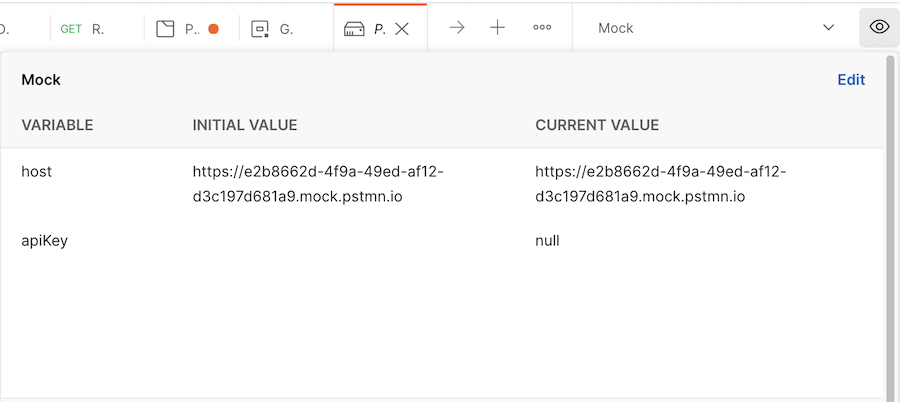 O. GET R. P.. G. P. ooo Mock
Mock Edit
VARIABLE INITIAL VALUE CURRENT VALUE
host https://e2b8662d-4f9a-49ed-af12- https://e2b8662d-4f9a-49ed-af12-
d3c197d681a9.mock.pstmn.io d3c197d681a9.mock.pstmn.io
apiKey null